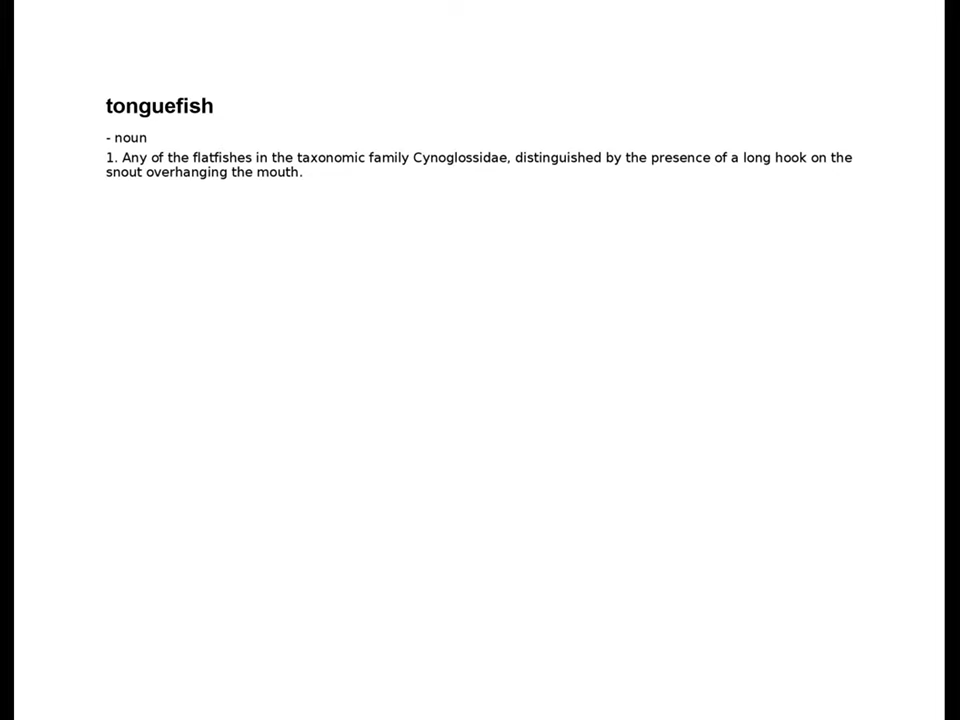 tonguefish
- noun
1. Any of the flatfishes in the taxonomic family Cynoglossidae, distinguished by the presence of a long hook on the
snout overhanging the mouth.